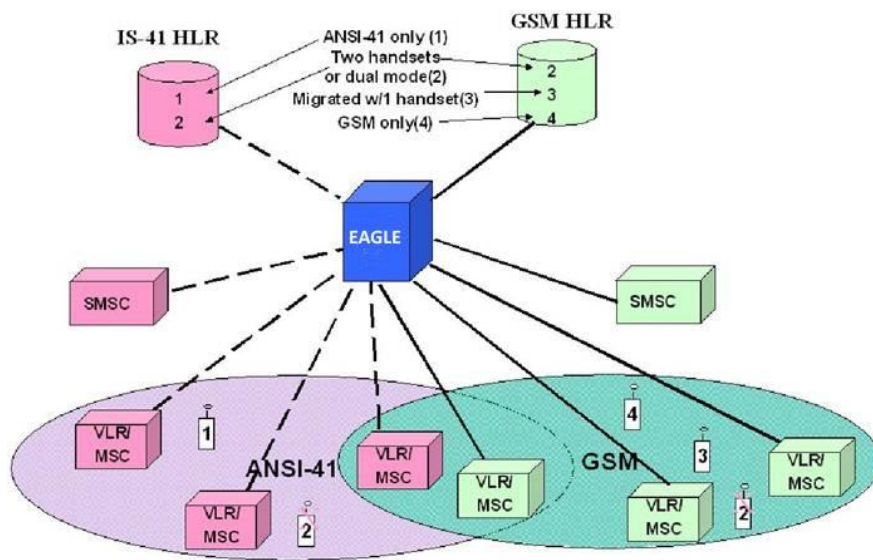 IS-41 HLR
GSM HLR
ANSI-41 only (1)
Two handsets
or dual mode(2)
Migrated w/1 handset(3)
GSM only(4)
1
2
2
3
4
EAGLE
SMSC
SMSC
VLR/
MSC
1
ANSI-41
VLR/
MSC
2
VLR/
MSC
VLR/
MSC
GSM
4
3
VLR/
MSC
2
VLR/
MSC